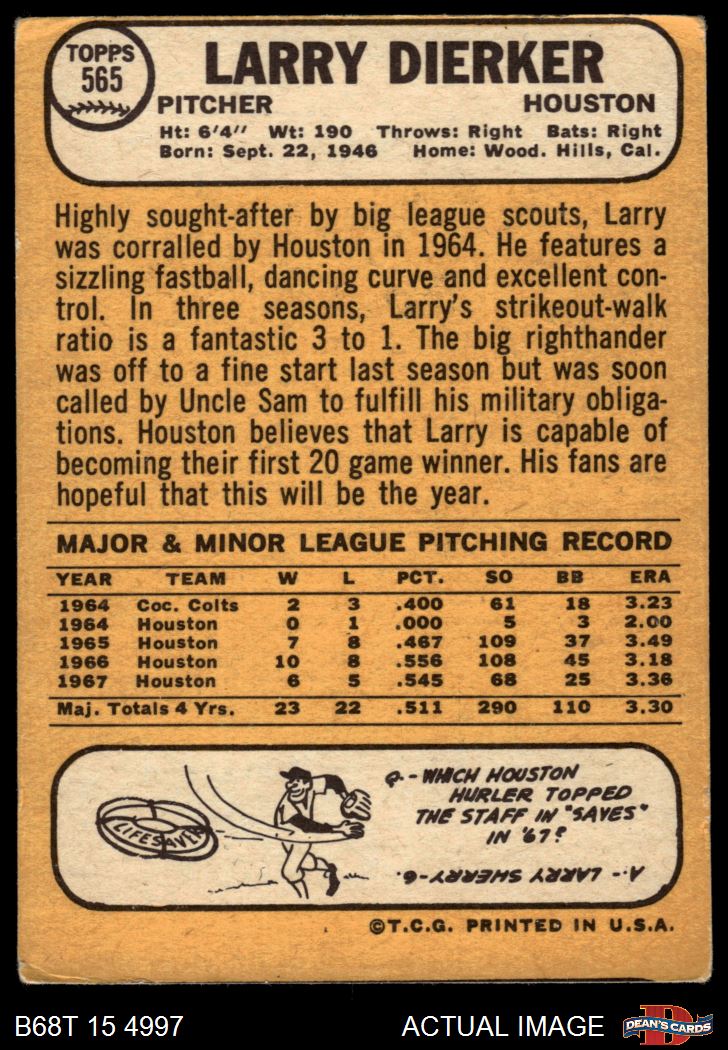 TOPPS
565
LARRY DIERKER
PITCHER HOUSTON
Ht: 6'4" Wt: 190 Throws: Right Bats: Right
Born: Sept. 22, 1946 Home: Wood. Hills, Cal.
Highly sought-after by big league scouts, Larry
was corralled by Houston in 1964. He features a
sizzling fastball, dancing curve and excellent con-
trol. In three seasons, Larry's strikeout-walk
ratio is a fantastic 3 to 1. The big righthander
was off to a fine start last season but was soon
called by Uncle Sam to fulfill his military obliga-
tions. Houston believes that Larry is capable of
becoming their first 20 game winner. His fans are
hopeful that this will be the year.
MAJOR & MINOR LEAGUE PITCHING RECORD
YEAR TEAM W L PCT. SO BB ERA
1964 Coc. Colts 2 3 .400 61 18 3.23
1964 Houston 0 1 .000 5 3 2.00
1965 Houston 7 8 .467 109 37 3.49
1966 Houston 10 8 .556 108 45 3.18
1967 Houston 6 5 .545 68 25 3.36
Maj. Totals 4 Yrs. 23 22 .511 290 110 3.30
LIFESAVER
Q.-WHICH HOUSTON
HURLER TOPPED
THE STAFF IN "SAVES"
IN '67?
A.-LARRY SHERRY-6.
©T.C.G. PRINTED IN U.S.A.
B68T 15 4997 ACTUAL IMAGE
D
DEAN'S CARDS